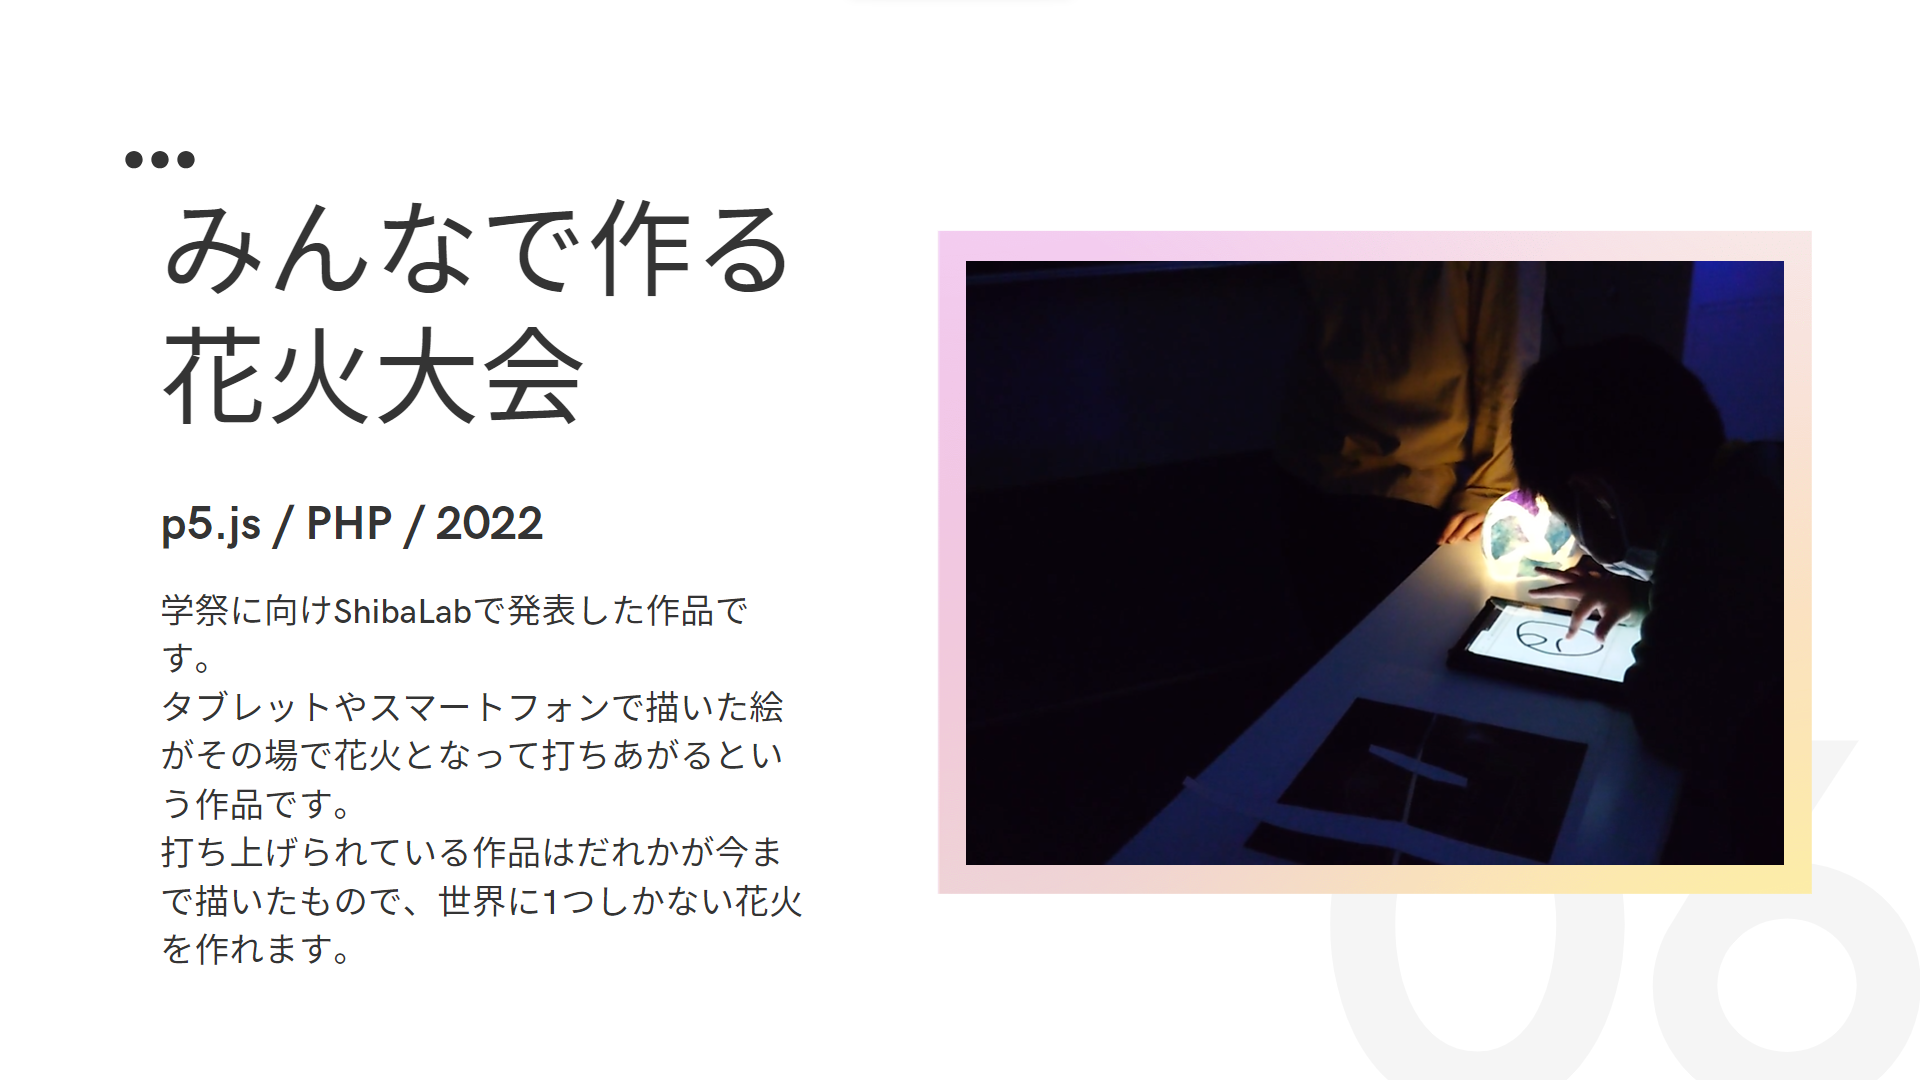 みんなで作る
花火大会
p5.js / PHP / 2022
学祭に向けShibaLabで発表した作品で
す。
タブレットやスマートフォンで描いた絵
がその場で花火となって打ちあがるとい
う作品です。
打ち上げられている作品はだれかが今ま
で描いたもので、世界に1つしかない花火
を作れます。
06